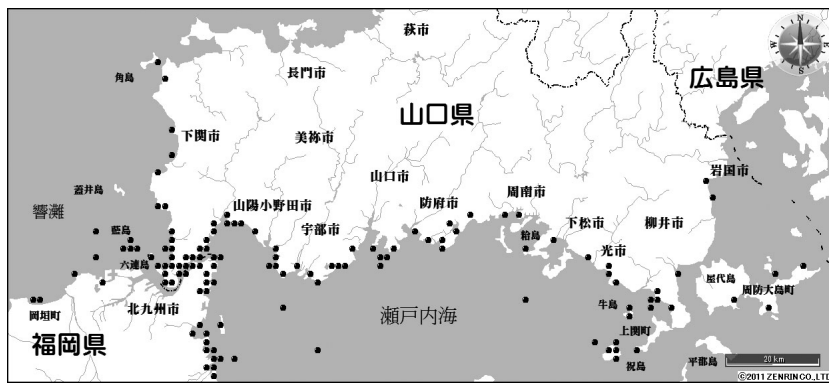 萩市
N
W
E
S
長門市
角島
広島県
山口県
下関市
美祢市
岩国市
山口市
蓋井島
周南市
山陽小野田市
防府市
響灘
下松市
柳井市
藍島
宇部市
笠島
光市
六連島
屋代島
周防大島町
岡垣町
北九州市
牛島
瀬戸内海
上関町
福岡県
祝島
平郡島
20 km
©2011 ZENRIN CO.,LTD